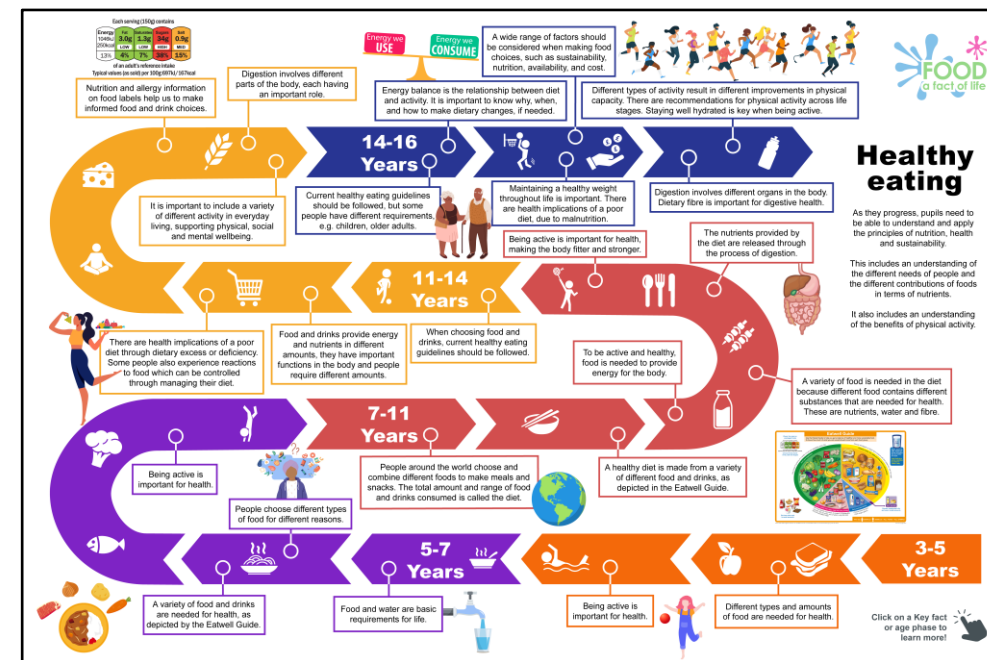 Each serving (150g) contains
Energy
1046kJ
250kcal
13%
Fat
3.0g
LOW
4%
Saturates
1.3g
LOW
7%
Sugars
34g
HIGH
38%
Salt
0.9g
MED
15%
of an adult's reference intake
Typical values (as sold) per 100g:697kJ/ 167kcal
Nutrition and allergy information
on food labels help us to make
informed food and drink choices.
Digestion involves different
parts of the body, each having
an important role.
Energy we
USE
Energy we
CONSUME
Energy balance is the relationship between diet
and activity. It is important to know why, when,
and how to make dietary changes, if needed.
A wide range of factors should
be considered when making food
choices, such as sustainability,
nutrition, availability, and cost.
Different types of activity result in different improvements in physical
capacity. There are recommendations for physical activity across life
stages. Staying well hydrated is key when being active.
FOOD
a fact of life
14-16
Years
It is important to include a variety
of different activity in everyday
living, supporting physical, social
and mental wellbeing.
Current healthy eating guidelines
should be followed, but some
people have different requirements,
e.g. children, older adults.
Maintaining a healthy weight
throughout life is important. There
are health implications of a poor
diet, due to malnutrition.
Digestion involves different organs in the body.
Dietary fibre is important for digestive health.
Healthy
eating
As they progress, pupils need to
be able to understand and apply
the principles of nutrition, health
and sustainability.
This includes an understanding of
the different needs of people and
the different contributions of foods
in terms of nutrients.
It also includes an understanding
of the benefits of physical activity.
Being active is important for health,
making the body fitter and stronger.
The nutrients provided by
the diet are released through
the process of digestion.
11-14
Years
There are health implications of a poor
diet through dietary excess or deficiency.
Some people also experience reactions
to food which can be controlled
through managing their diet.
Food and drinks provide energy
and nutrients in different
amounts, they have important
functions in the body and people
require different amounts.
When choosing food and
drinks, current healthy eating
guidelines should be followed.
To be active and healthy,
food is needed to provide
energy for the body.
A variety of food is needed in the diet
because different food contains different
substances that are needed for health.
These are nutrients, water and fibre.
7-11
Years
Being active is
important for health.
People choose different types
of food for different reasons.
People around the world choose and
combine different foods to make meals and
snacks. The total amount and range of food
and drinks consumed is called the diet.
A healthy diet is made from a variety
of different food and drinks, as
depicted in the Eatwell Guide.
Eatwell Guide
5-7
Years
3-5
Years
A variety of food and drinks
are needed for health, as
depicted by the Eatwell Guide.
Food and water are basic
requirements for life.
Being active is
important for health.
Different types and amounts
of food are needed for health.
Click on a Key fact
or age phase to
learn more!